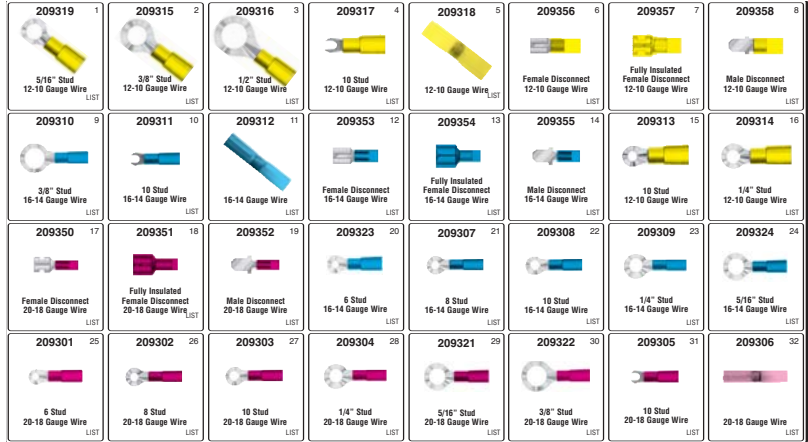 209319 1
5/16" Stud
12-10 Gauge Wire
LIST
209315 2
3/8" Stud
12-10 Gauge Wire
LIST
209316 3
1/2" Stud
12-10 Gauge Wire
LIST
209317 4
10 Stud
12-10 Gauge Wire
LIST
209318 5
12-10 Gauge Wire
LIST
209356 6
Female Disconnect
12-10 Gauge Wire
LIST
209357 7
Fully Insulated
Female Disconnect
12-10 Gauge Wire
LIST
209358 8
Male Disconnect
12-10 Gauge Wire
LIST
209310 9
3/8" Stud
16-14 Gauge Wire
LIST
209311 10
10 Stud
16-14 Gauge Wire
LIST
209312 11
16-14 Gauge Wire
LIST
209353 12
Female Disconnect
16-14 Gauge Wire
LIST
209354 13
Fully Insulated
Female Disconnect
16-14 Gauge Wire
LIST
209355 14
Male Disconnect
16-14 Gauge Wire
LIST
209313 15
10 Stud
12-10 Gauge Wire
LIST
209314 16
1/4" Stud
12-10 Gauge Wire
LIST
209350 17
Female Disconnect
20-18 Gauge Wire
LIST
209351 18
Fully Insulated
Female Disconnect
20-18 Gauge Wire
LIST
209352 19
Male Disconnect
20-18 Gauge Wire
LIST
209323 20
6 Stud
16-14 Gauge Wire
LIST
209307 21
8 Stud
16-14 Gauge Wire
LIST
209308 22
10 Stud
16-14 Gauge Wire
LIST
209309 23
1/4" Stud
16-14 Gauge Wire
LIST
209324 24
5/16" Stud
16-14 Gauge Wire
LIST
209301 25
6 Stud
20-18 Gauge Wire
LIST
209302 26
8 Stud
20-18 Gauge Wire
LIST
209303 27
10 Stud
20-18 Gauge Wire
LIST
209304 28
1/4" Stud
20-18 Gauge Wire
LIST
209321 29
5/16" Stud
20-18 Gauge Wire
LIST
209322 30
3/8" Stud
20-18 Gauge Wire
LIST
209305 31
10 Stud
20-18 Gauge Wire
LIST
209306 32
20-18 Gauge Wire
LIST